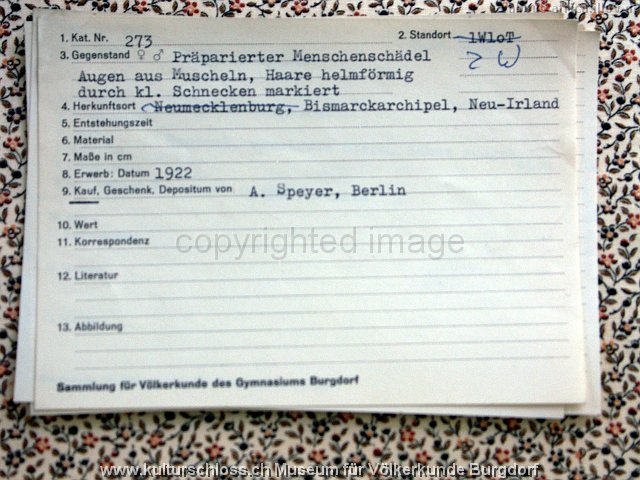 1. Kat. Nr. 273 2. Standort 1W1oT
2 W
3. Gegenstand ♀ ♂ Präparierter Menschenschädel
Augen aus Muscheln, Haare helmförmig
durch kl. Schnecken markiert
4. Herkunftsort Neumecklenburg, Bismarckarchipel, Neu-Irland
5. Entstehungszeit
6. Material
7. Maße in cm
8. Erwerb: Datum 1922
9. Kauf, Geschenk, Depositum von A. Speyer, Berlin
10. Wert
11. Korrespondenz
copyrighted image
12. Literatur
13. Abbildung
Sammlung für Völkerkunde des Gymnasiums Burgdorf
www.kulturschloss.ch Museum für Völkerkunde Burgdorf